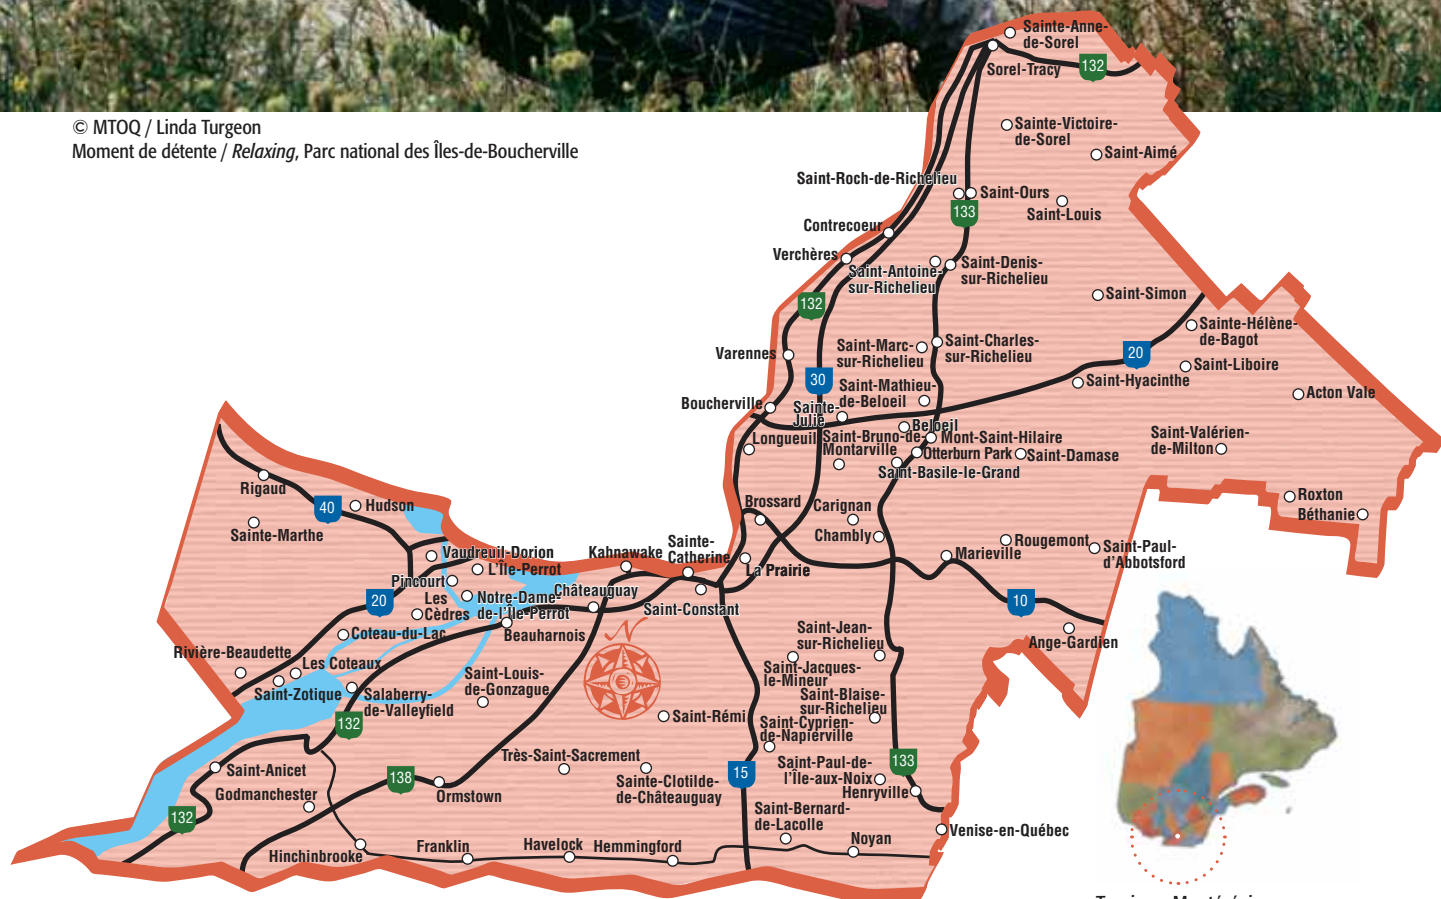 © MTOQ / Linda Turgeon
Moment de détente / Relaxing, Parc national des Îles-de-Boucherville
Sainte-Anne-
de-Sorel
Sorel-Tracy
132
Sainte-Victoire-
de-Sorel
Saint-Aimé
Saint-Roch-de-Richelieu
Saint-Ours
133
Saint-Louis
Contrecoeur
Verchères
Saint-Antoine-
sur-Richelieu
Saint-Denis-
sur-Richelieu
132
Saint-Simon
Sainte-Hélène-
de-Bagot
Varennes
Saint-Marc-
sur-Richelieu
Saint-Charles-
sur-Richelieu
20
Saint-Liboire
30
Saint-Mathieu-
de-Beloeil
Saint-Hyacinthe
Acton Vale
Boucherville
Sainte-
Julie
Beloeil
Longueuil
Saint-Bruno-de-
Montarville
Mont-Saint-Hilaire
Otterburn Park
Saint-Damase
Saint-Valérien-
de-Milton
Saint-Basile-le-Grand
Rigaud
40
Hudson
Sainte-Marthe
Brossard
Carignan
Chambly
Roxton
Béthanie
Vaudreuil-Dorion
L'Île-Perrot
Pincourt
Kahnawake
Sainte-
Catherine
La Prairie
Marieville
Rougemont
Saint-Paul-
d'Abbotsford
20
Les
Cèdres
Notre-Dame-
de-l'Île-Perrot
Châteauguay
Saint-Constant
10
Coteau-du-Lac
Beauharnois
Ange-Gardien
Rivière-Beaudette
Les Coteaux
Saint-Zotique
Salaberry-
de-Valleyfield
Saint-Louis-
de-Gonzague
N
Saint-Jean-
sur-Richelieu
Saint-Jacques-
le-Mineur
Saint-Blaise-
sur-Richelieu
132
Saint-Rémi
Saint-Cyprien-
de-Napierville
Saint-Anicet
138
Très-Saint-Sacrement
Sainte-Clotilde-
de-Châteauguay
15
Saint-Paul-de-
l'Île-aux-Noix
133
Godmanchester
Ormstown
Henryville
132
Saint-Bernard-
de-Lacolle
Venise-en-Québec
Hinchinbrooke
Franklin
Havelock
Hemmingford
Noyan